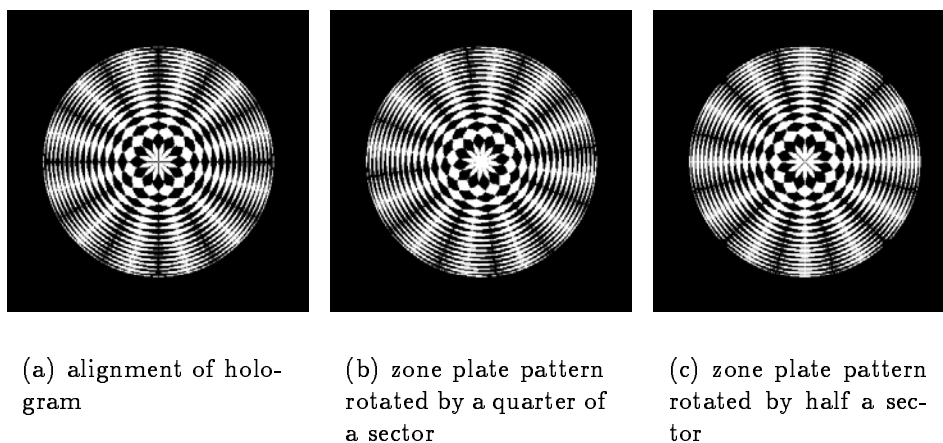 (a) alignment of holo-
gram
(b) zone plate pattern
rotated by a quarter of
a sector
(c) zone plate pattern
rotated by half a sec-
tor